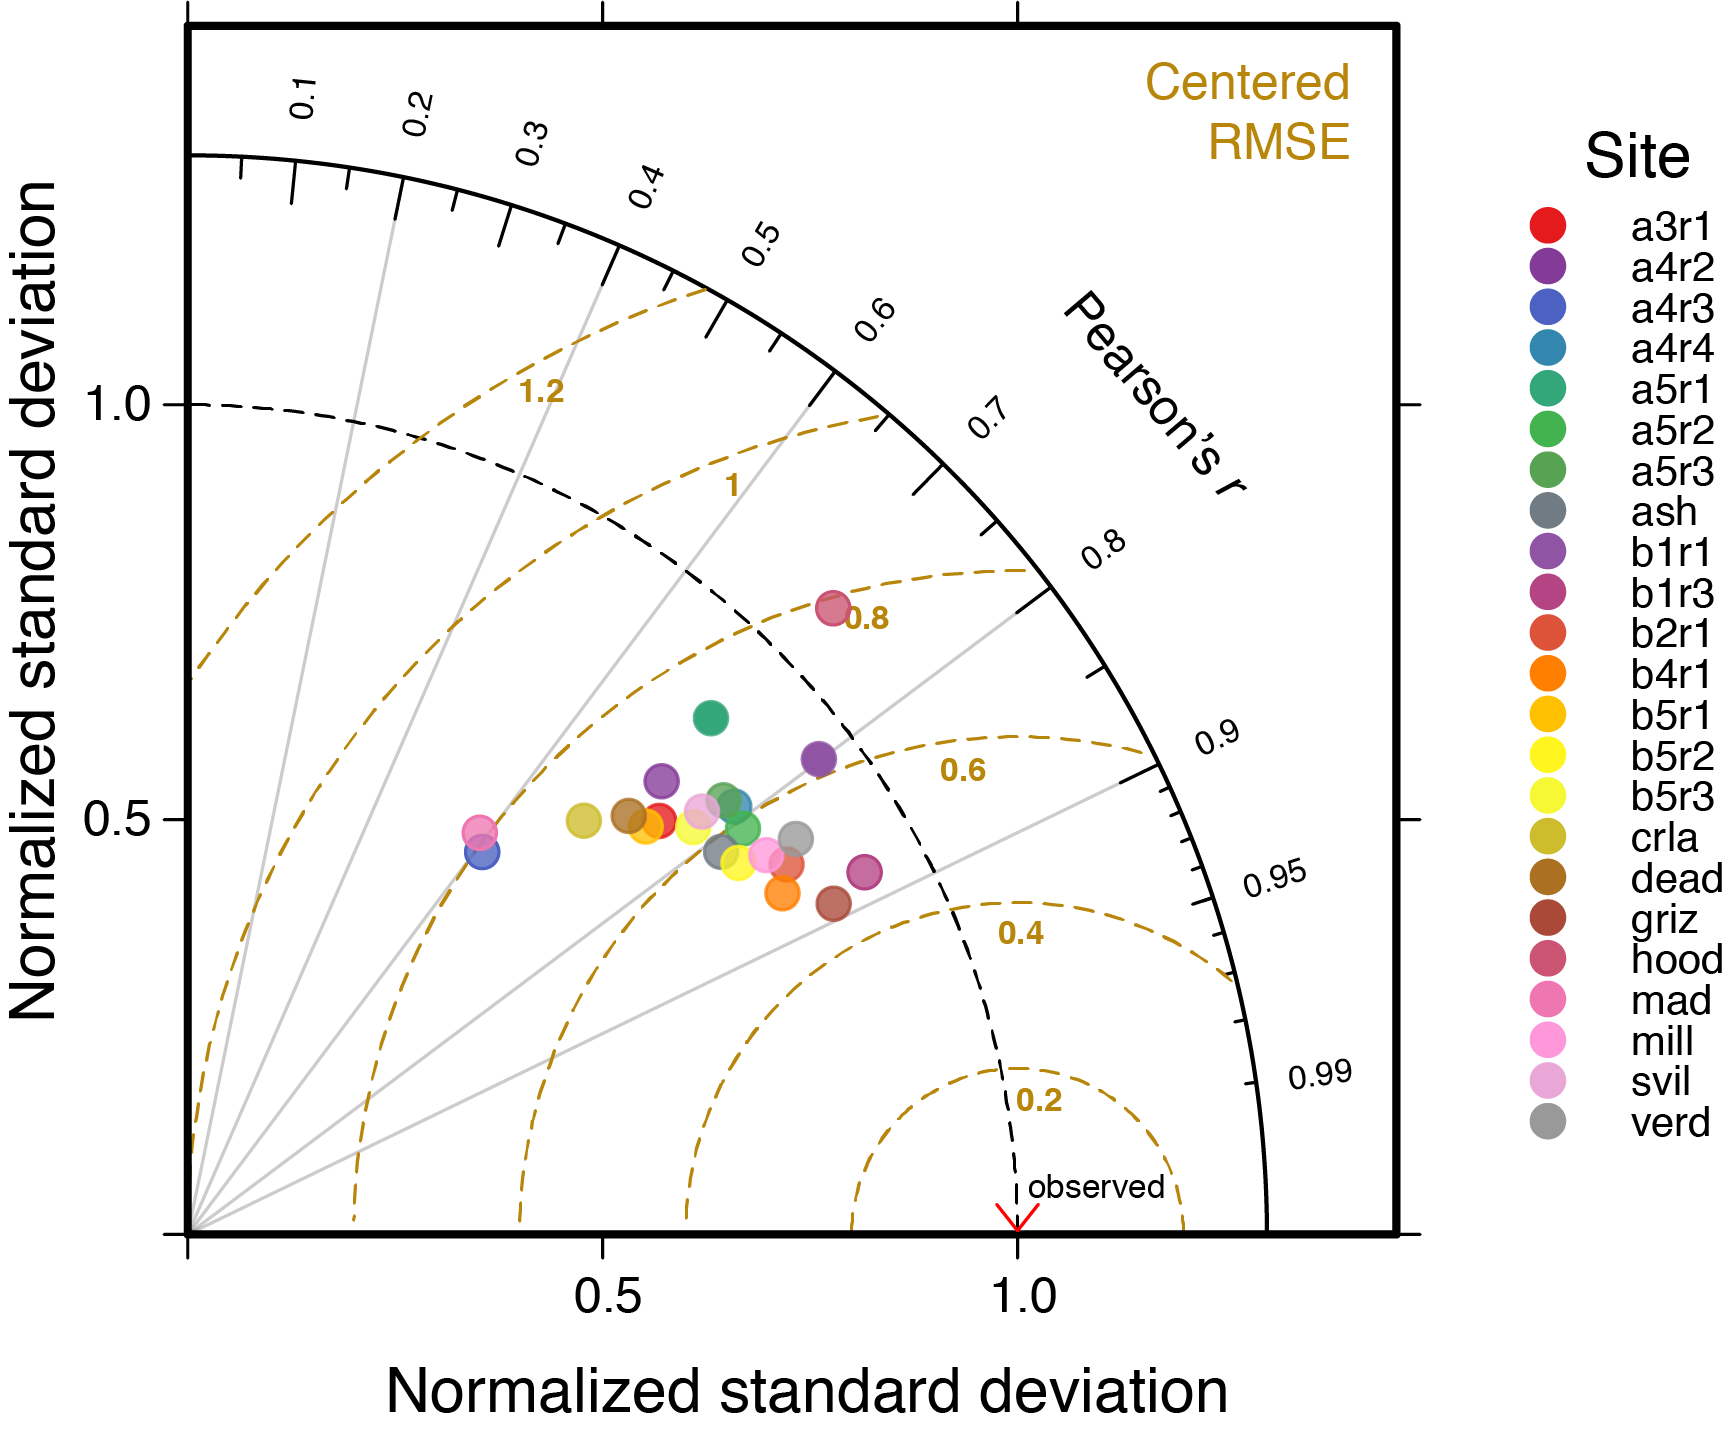 Centered
RMSE
0.1
0.2
0.3
0.4
0.5
0.6
0.7
0.8
0.9
0.95
0.99
Pearson's r
1.2
1
0.8
0.6
0.4
0.2
observed
Normalized standard deviation
1.0
0.5
0.5
1.0
Normalized standard deviation
Site
a3r1
a4r2
a4r3
a4r4
a5r1
a5r2
a5r3
ash
b1r1
b1r3
b2r1
b4r1
b5r1
b5r2
b5r3
crla
dead
griz
hood
mad
mill
svil
verd